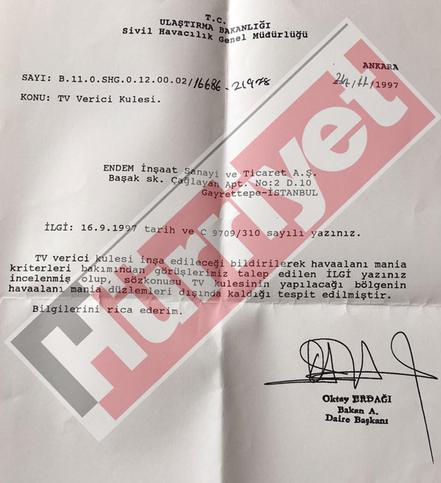 T.C.
ULAŞTIRMA BAKANLIĞI
Sivil Havacılık Genel Müdürlüğü
ANKARA
SAYI: B.11.0.SHG.0.12.00.02/16686-21978
24/11/1997
KONU: TV Verici Kulesi.
ENDEM İnşaat Sanayi ve Ticaret A.Ş.
Başak sk. Çağlayan Apt. No:2 D.10
Gayrettepe-İSTANBUL
İLGİ: 16.9.1997 tarih ve C 9709/310 sayılı yazınız.
TV verici kulesi inşa edileceği bildirilerek havaalanı mania
kriterleri bakımından görüşlerimiz talep edilen İLGİ yazınız
incelenmiş olup, sözkonusu TV kulesinin yapılacağı bölgenin
havaalanı mania düzlemleri dışında kaldığı tespit edilmiştir.
Bilgilerini rica ederim.
Hürriyet
Oktay ERDAĞI
Bakan A.
Daire Başkanı